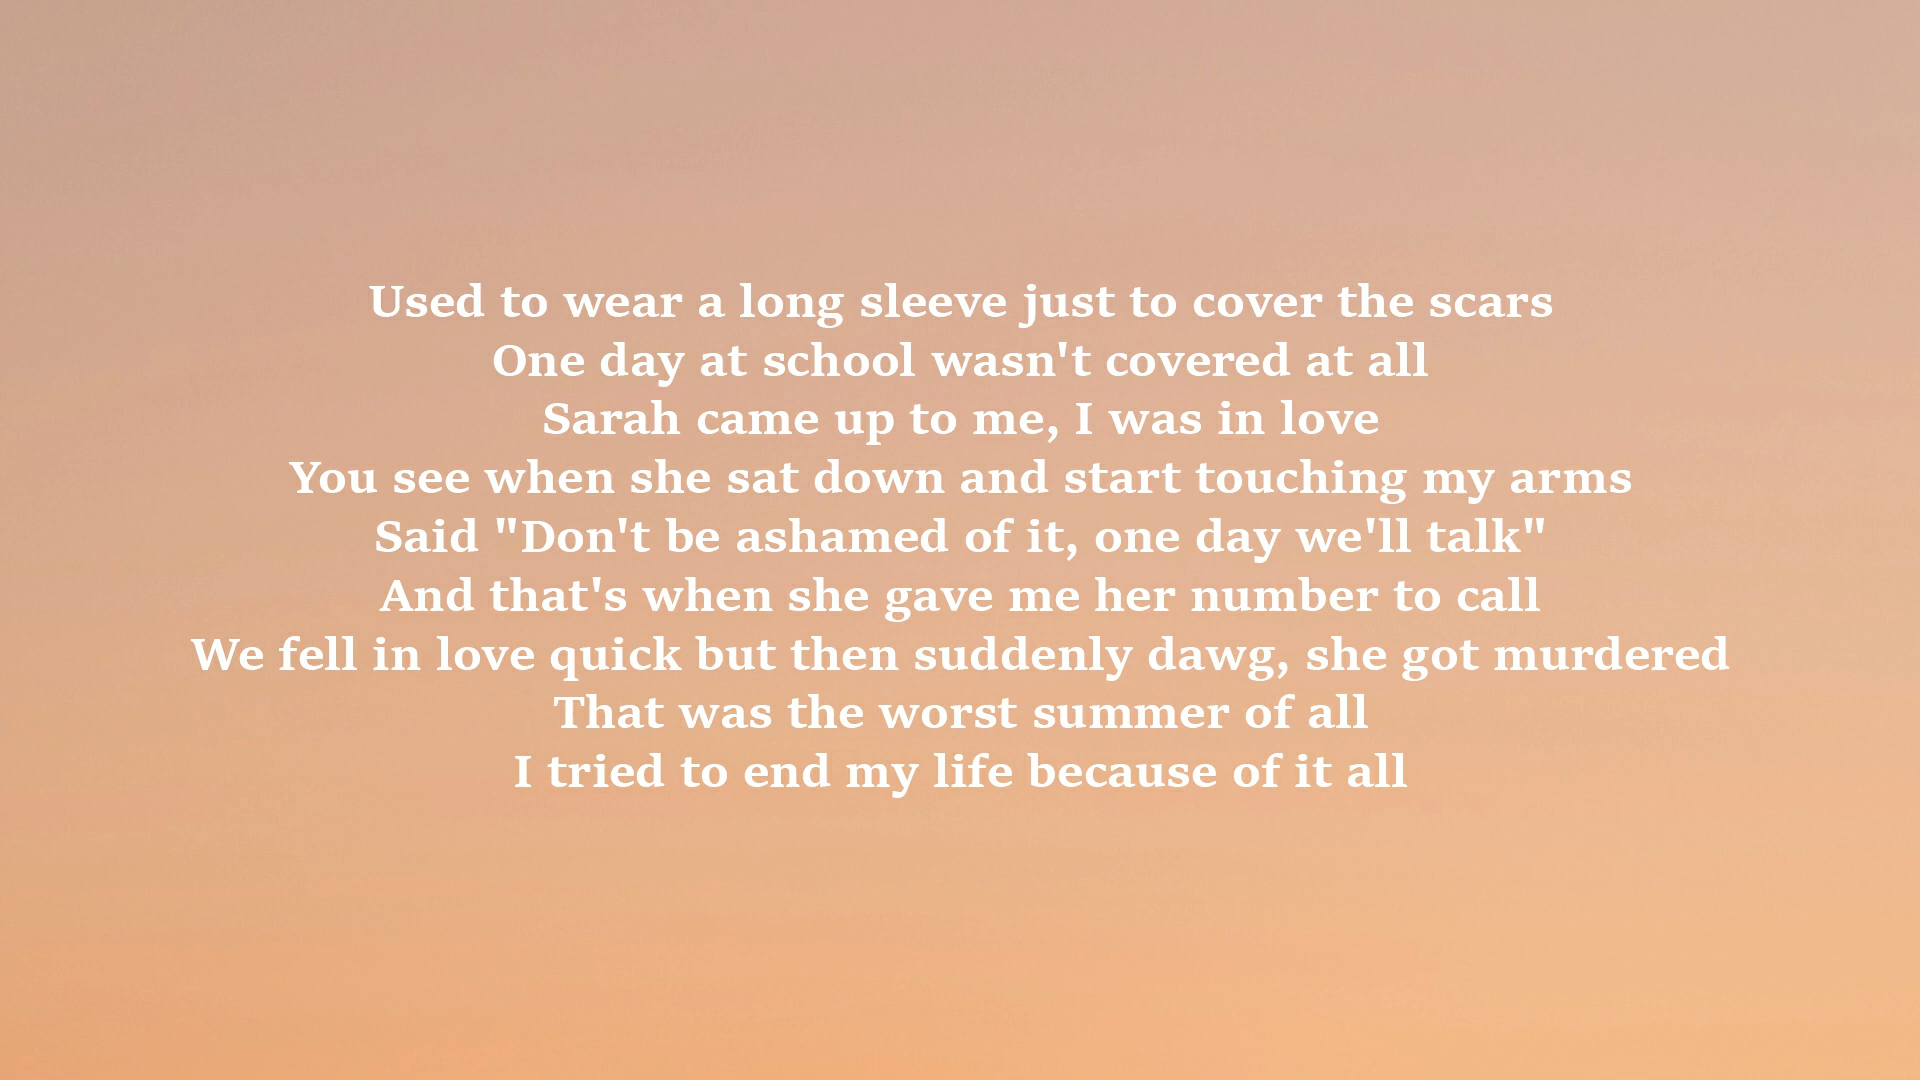 Used to wear a long sleeve just to cover the scars
One day at school wasn't covered at all
Sarah came up to me, I was in love
You see when she sat down and start touching my arms
Said "Don't be ashamed of it, one day we'll talk"
And that's when she gave me her number to call
We fell in love quick but then suddenly dawg, she got murdered
That was the worst summer of all
I tried to end my life because of it all